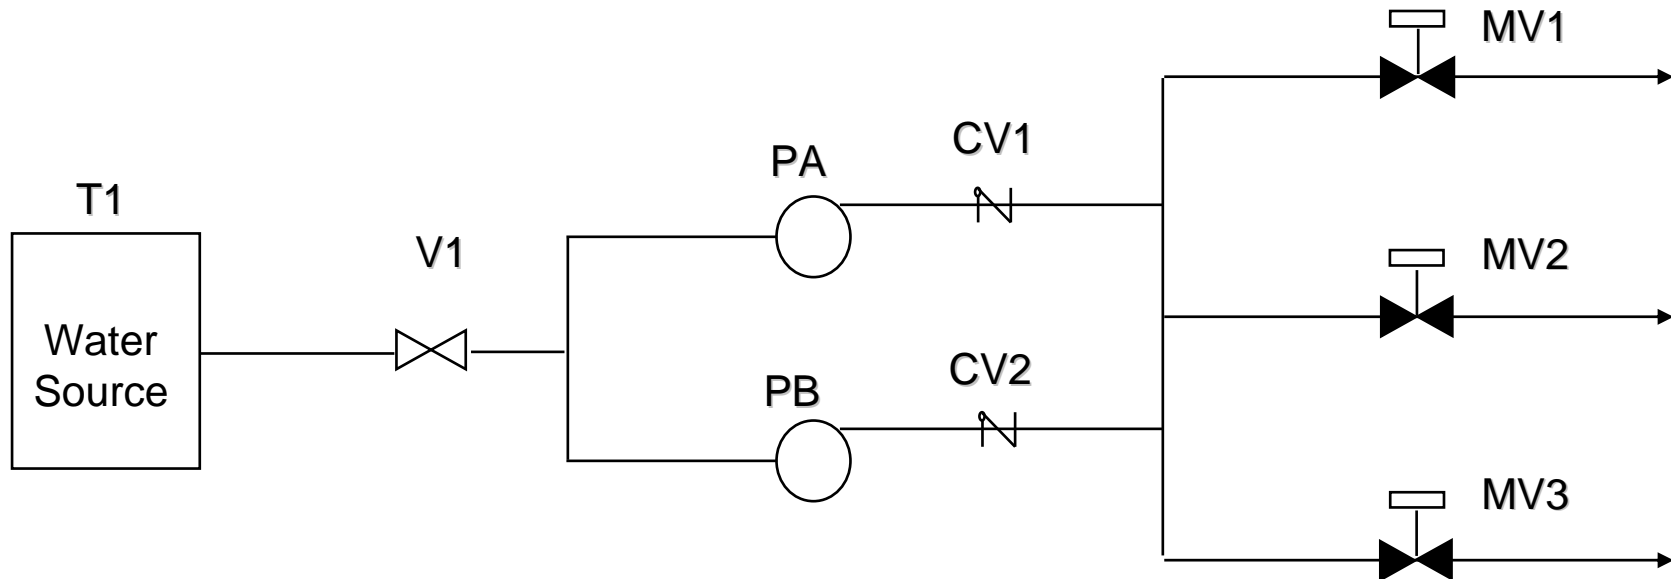 MV1
CV1
PA
T1
V1
MV2
Water
Source
CV2
PB
MV3